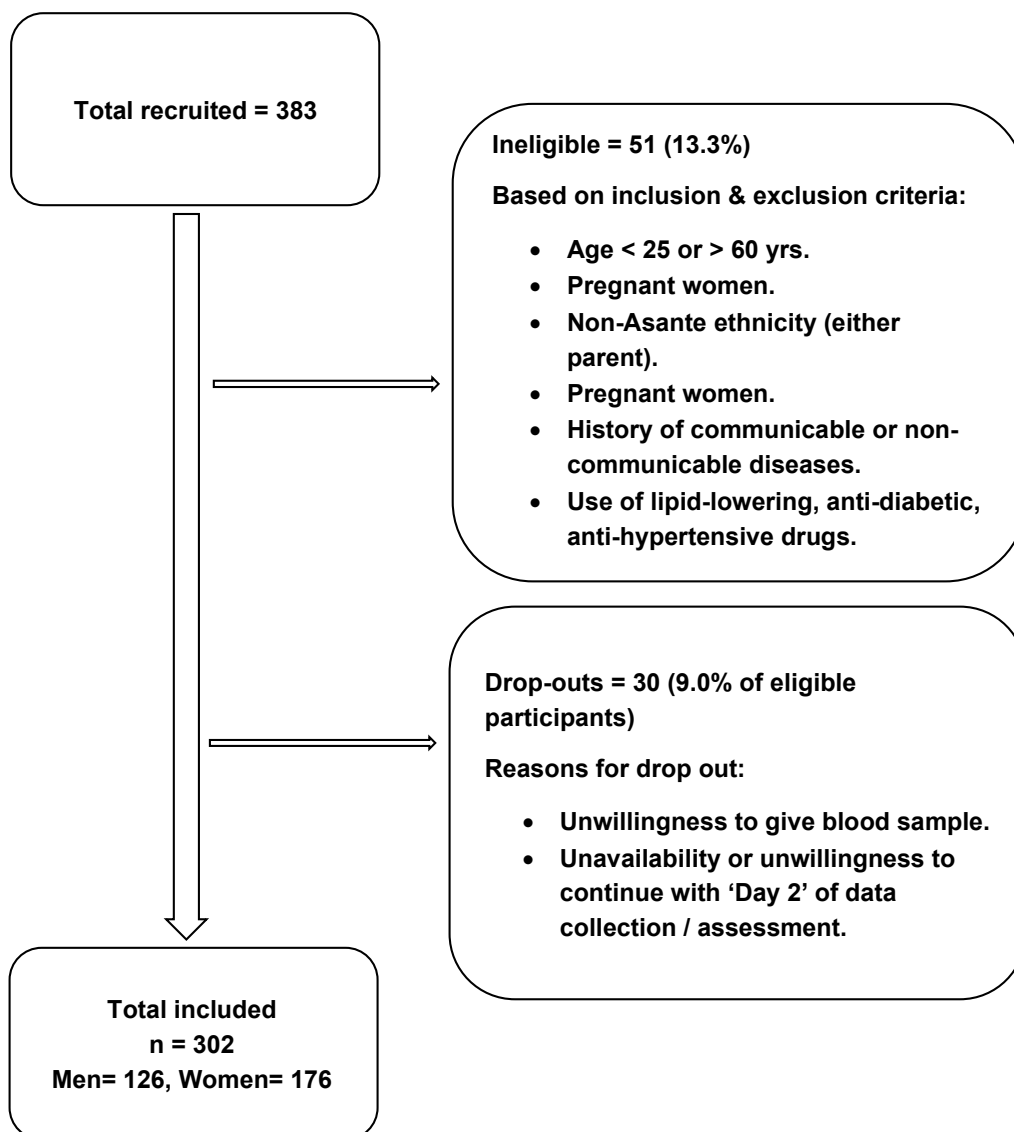 Total recruited = 383
Ineligible = 51 (13.3%)
Based on inclusion & exclusion criteria:
• Age < 25 or > 60 yrs.
• Pregnant women.
• Non-Asante ethnicity (either
parent).
• Pregnant women.
• History of communicable or non-
communicable diseases.
• Use of lipid-lowering, anti-diabetic,
anti-hypertensive drugs.
Drop-outs = 30 (9.0% of eligible
participants)
Reasons for drop out:
• Unwillingness to give blood sample.
• Unavailability or unwillingness to
continue with ‘Day 2’ of data
collection / assessment.
Total included
n = 302
Men= 126, Women= 176